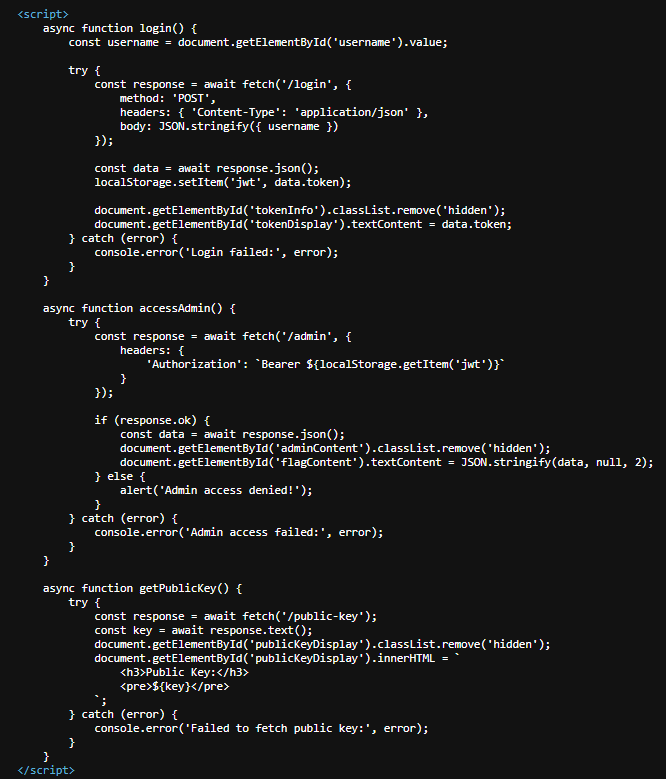 <script>
    async function login() {
        const username = document.getElementById('username').value;

        try {
            const response = await fetch('/login', {
                method: 'POST',
                headers: { 'Content-Type': 'application/json' },
                body: JSON.stringify({ username })
            });

            const data = await response.json();
            localStorage.setItem('jwt', data.token);

            document.getElementById('tokenInfo').classList.remove('hidden');
            document.getElementById('tokenDisplay').textContent = data.token;
        } catch (error) {
            console.error('Login failed:', error);
        }
    }

    async function accessAdmin() {
        try {
            const response = await fetch('/admin', {
                headers: {
                    'Authorization': `Bearer ${localStorage.getItem('jwt')}`
                }
            });

            if (response.ok) {
                const data = await response.json();
                document.getElementById('adminContent').classList.remove('hidden');
                document.getElementById('flagContent').textContent = JSON.stringify(data, null, 2);
            } else {
                alert('Admin access denied!');
            }
        } catch (error) {
            console.error('Admin access failed:', error);
        }
    }

    async function getPublicKey() {
        try {
            const response = await fetch('/public-key');
            const key = await response.text();
            document.getElementById('publicKeyDisplay').classList.remove('hidden');
            document.getElementById('publicKeyDisplay').innerHTML = `
                <h3>Public Key:</h3>
                <pre>${key}</pre>
            `;
        } catch (error) {
            console.error('Failed to fetch public key:', error);
        }
    }
</script>